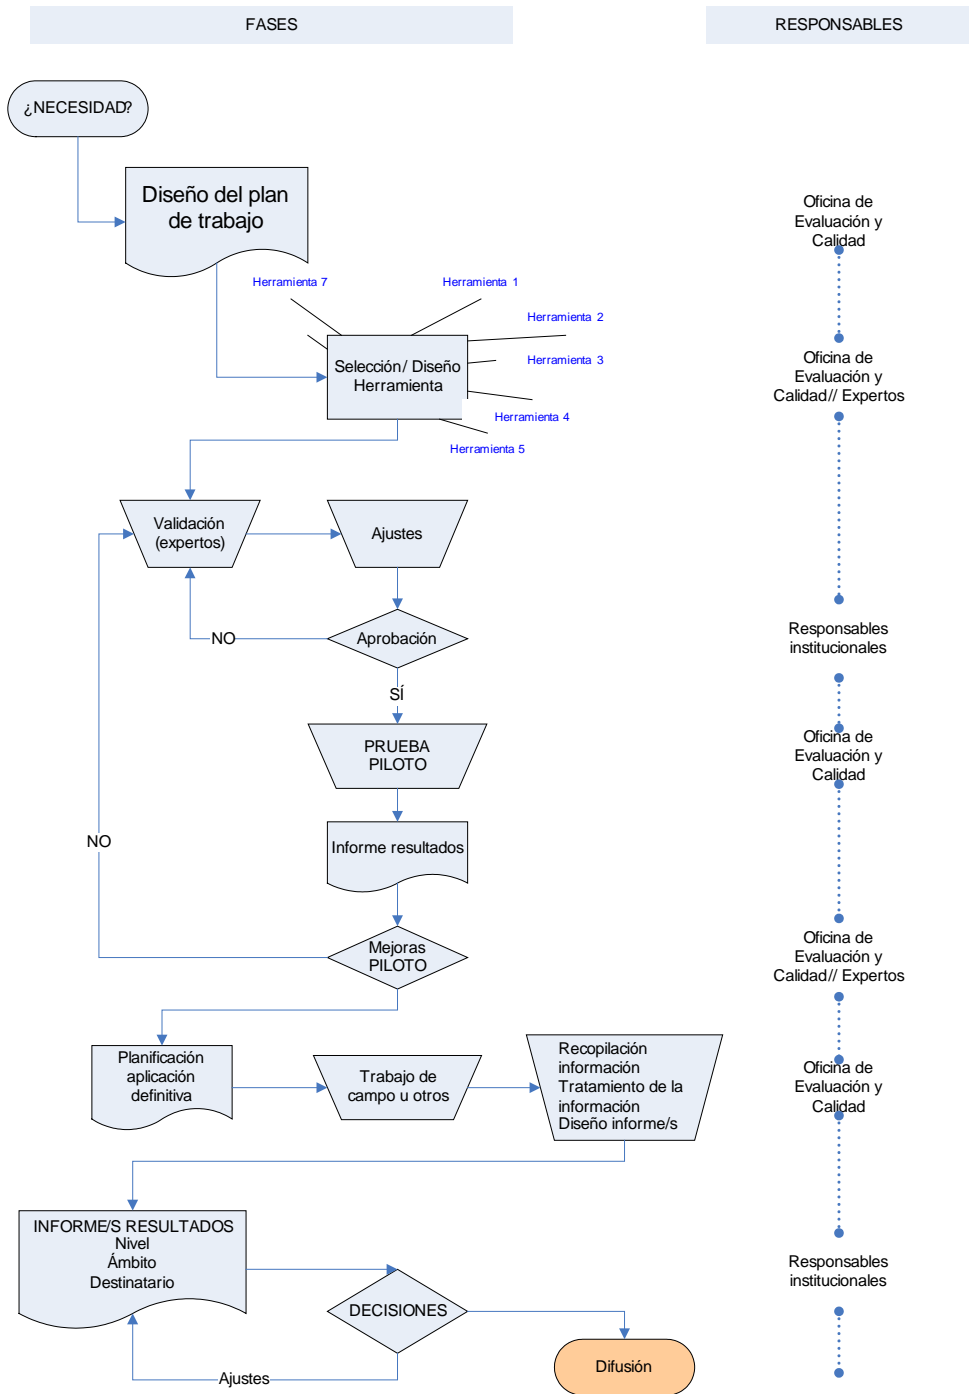 FASES
RESPONSABLES
¿NECESIDAD?
Diseño del plan
de trabajo
Oficina de
Evaluación y
Calidad
Herramienta 7
Herramienta 1
Herramienta 2
Herramienta 3
Selección/ Diseño
Herramienta
Herramienta 4
Herramienta 5
Oficina de
Evaluación y
Calidad// Expertos
Validación
(expertos)
Ajustes
Aprobación
NO
SÍ
Responsables
institucionales
PRUEBA
PILOTO
Oficina de
Evaluación y
Calidad
Informe resultados
NO
Mejoras
PILOTO
Oficina de
Evaluación y
Calidad// Expertos
Planificación
aplicación
definitiva
Trabajo de
campo u otros
Recopilación
información
Tratamiento de la
información
Diseño informe/s
Oficina de
Evaluación y
Calidad
INFORME/S RESULTADOS
Nivel
Ámbito
Destinatario
DECISIONES
Responsables
institucionales
Ajustes
Difusión